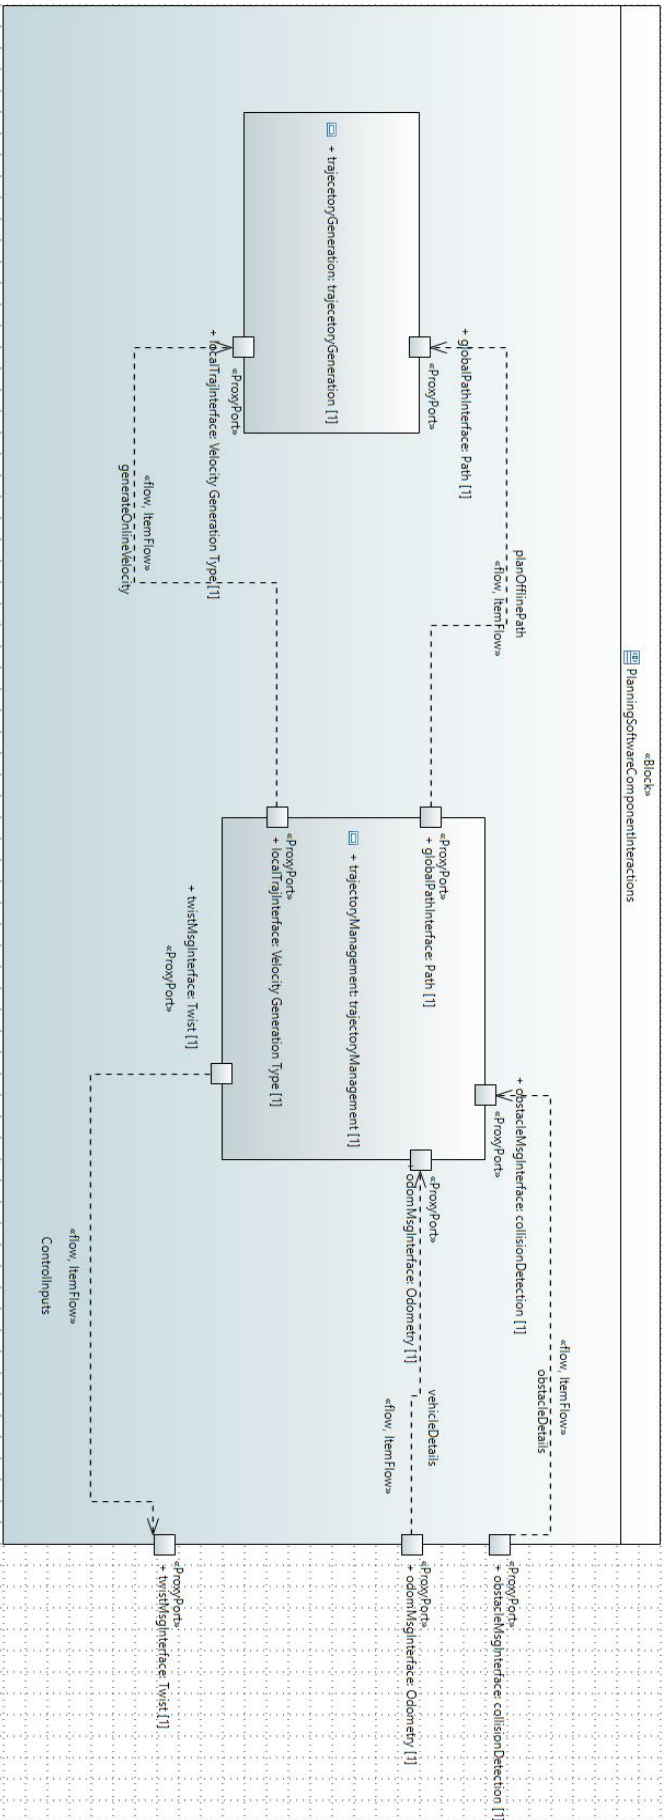 «Block»
PlanningSoftwareComponentInteractions
planOfflinePath
«flow, ItemFlow»
+ globalPathInterface: Path [1]
«ProxyPort»
+ trajecetoryGeneration: trajecetoryGeneration [1]
«ProxyPort»
+ localTrajInterface: Velocity Generation Type [1]
«flow, ItemFlow»
generateOnlineVelocity
«ProxyPort»
+ globalPathInterface: Path [1]
+ trajectoryManagement: trajectoryManagement [1]
«ProxyPort»
+ localTrajInterface: Velocity Generation Type [1]
+ twistMsgInterface: Twist [1]
«ProxyPort»
«flow, ItemFlow»
obstacleDetails
+ obstacleMsgInterface: collisionDetection [1]
«ProxyPort»
«ProxyPort»
+ odomMsgInterface: Odometry [1]
vehicleDetails
«flow, ItemFlow»
«flow, ItemFlow»
ControlInputs
«ProxyPort»
+ obstacleMsgInterface: collisionDetection [1]
«ProxyPort»
+ odomMsgInterface: Odometry [1]
«ProxyPort»
+ twistMsgInterface: Twist [1]